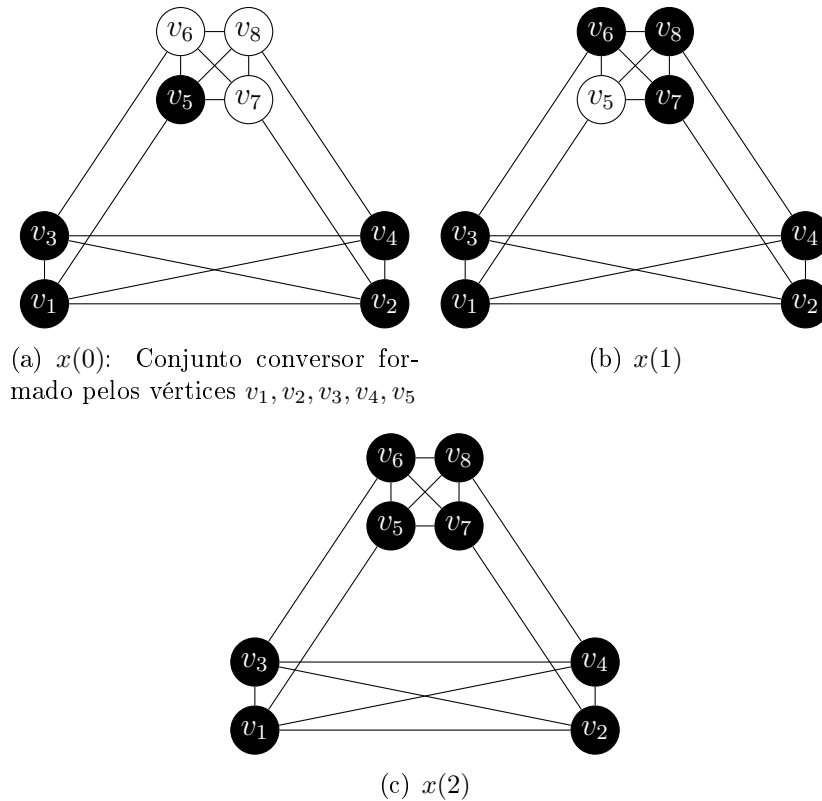 v₆ v₈
v₅ v₇
v₃ v₄
v₁ v₂
(a) x(0): Conjunto conversor for-
mado pelos vértices v₁, v₂, v₃, v₄, v₅
v₆ v₈
v₅ v₇
v₃ v₄
v₁ v₂
(b) x(1)
v₆ v₈
v₅ v₇
v₃ v₄
v₁ v₂
(c) x(2)